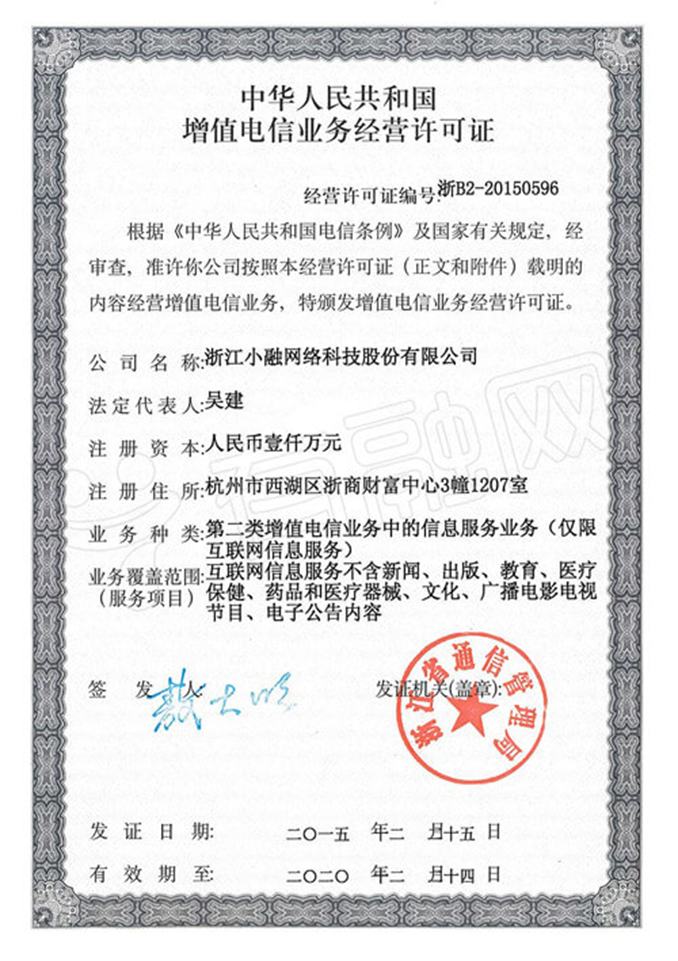 中华人民共和国
增值电信业务经营许可证
经营许可证编号:浙B2-20150596
根据《中华人民共和国电信条例》及国家有关规定，经
审查，准许你公司按照本经营许可证（正文和附件）载明的
内容经营增值电信业务，特颁发增值电信业务经营许可证。
公司名称:浙江小融网络科技股份有限公司
法定代表人:吴建
注册资本:人民币壹仟万元
注册住所:杭州市西湖区浙商财富中心3幢1207室
业务种类:第二类增值电信业务中的信息服务业务（仅限
互联网信息服务）
业务覆盖范围:互联网信息服务不含新闻、出版、教育、医疗
（服务项目）保健、药品和医疗器械、文化、广播电影电视
节目、电子公告内容
签发人:
发证机关(盖章):
浙江省通信管理局
发证日期: 二〇一五 年二 月十五 日
有效期至: 二〇二〇 年二 月十四 日